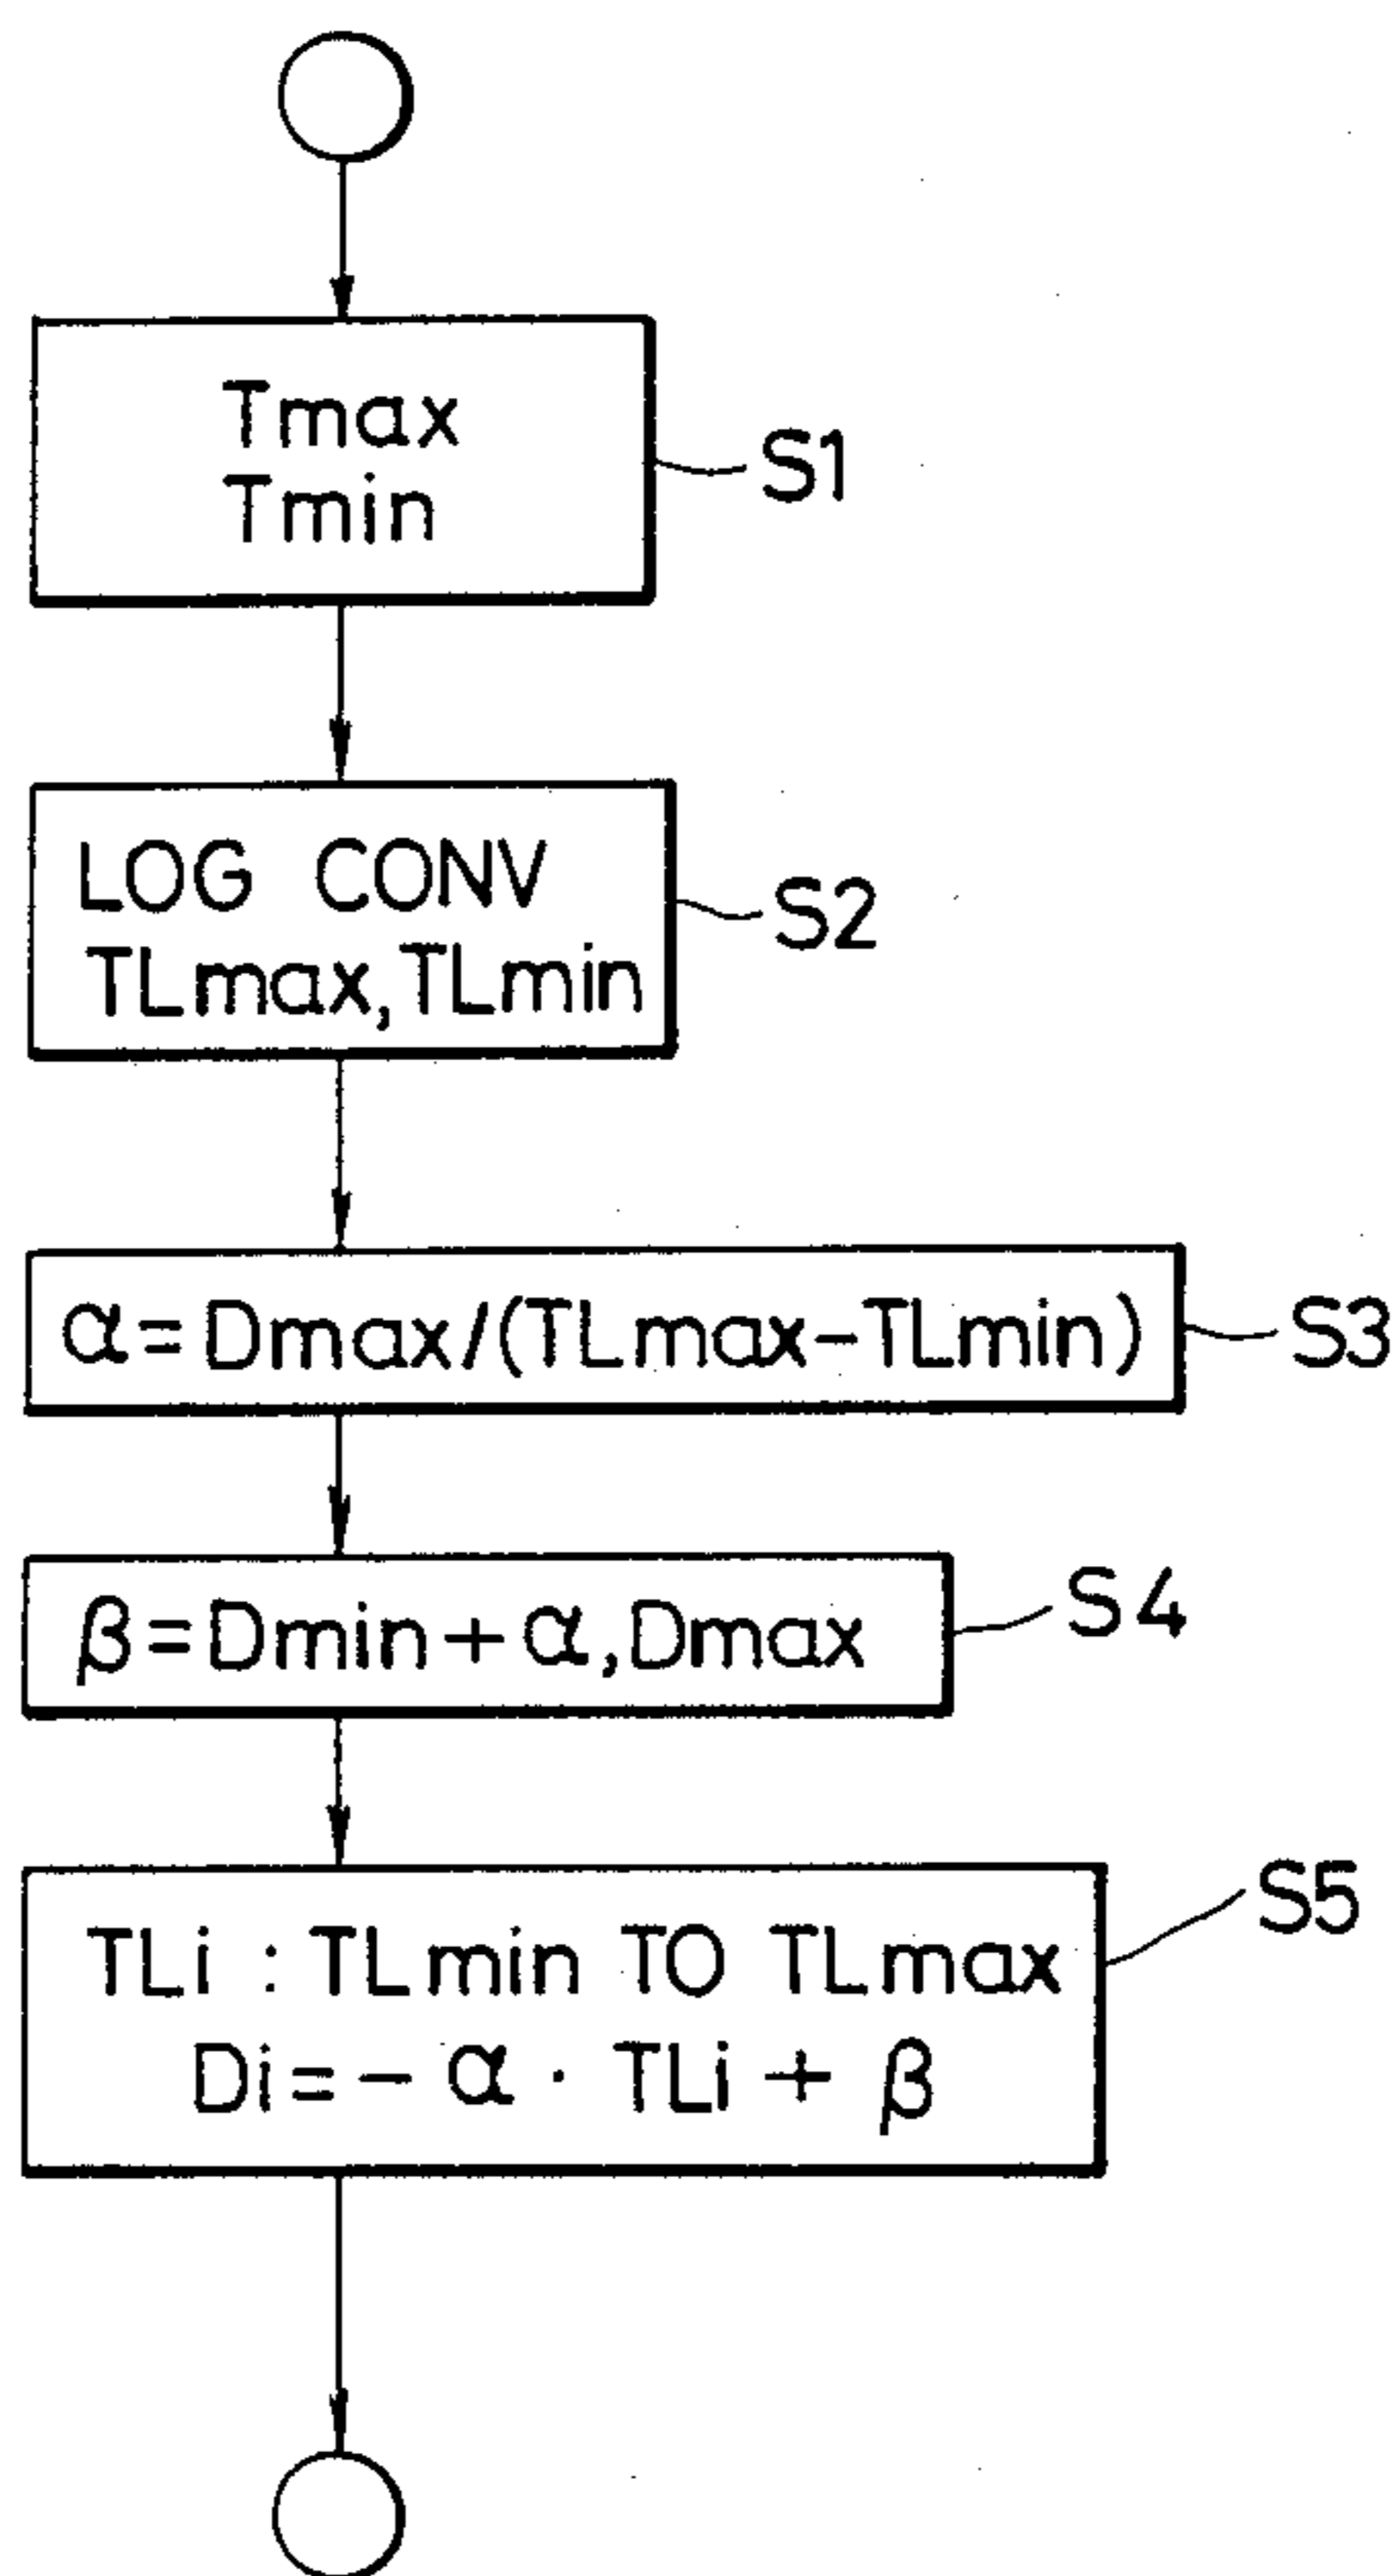 Tmax
Tmin
S1
LOG CONV
TLmax,TLmin
S2
α=Dmax/(TLmax-TLmin)
S3
β=Dmin+α,Dmax
S4
TLi : TLmin TO TLmax
Di=-α· TLi+β
S5